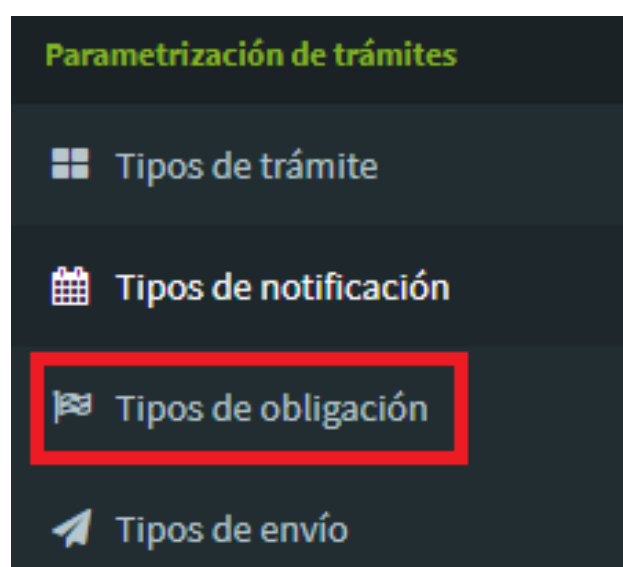 Parametrización de trámites
Tipos de trámite
Tipos de notificación
Tipos de obligación
Tipos de envío